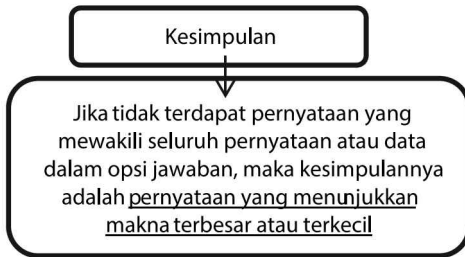 Kesimpulan
Jika tidak terdapat pernyataan yang
mewakili seluruh pernyataan atau data
dalam opsi jawaban, maka kesimpulannya
adalah pernyataan yang menunjukkan
makna terbesar atau terkecil